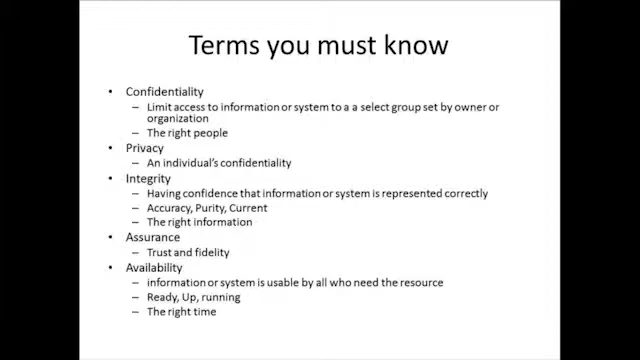 Terms you must know
• Confidentiality
– Limit access to information or system to a a select group set by owner or
organization
– The right people
• Privacy
– An individual's confidentiality
• Integrity
– Having confidence that information or system is represented correctly
– Accuracy, Purity, Current
– The right information
• Assurance
– Trust and fidelity
• Availability
– information or system is usable by all who need the resource
– Ready, Up, running
– The right time